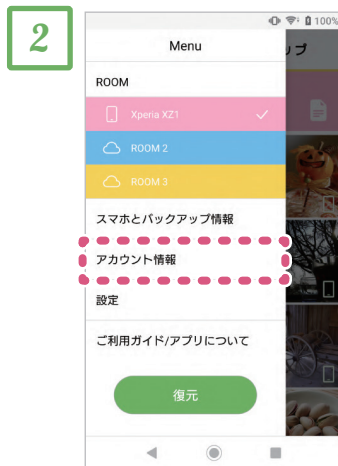 2
100%
Menu
ップ
ROOM
Xperia XZ1
ROOM 2
ROOM 3
スマホとバックアップ情報
アカウント情報
設定
ご利用ガイド/アプリについて
復元